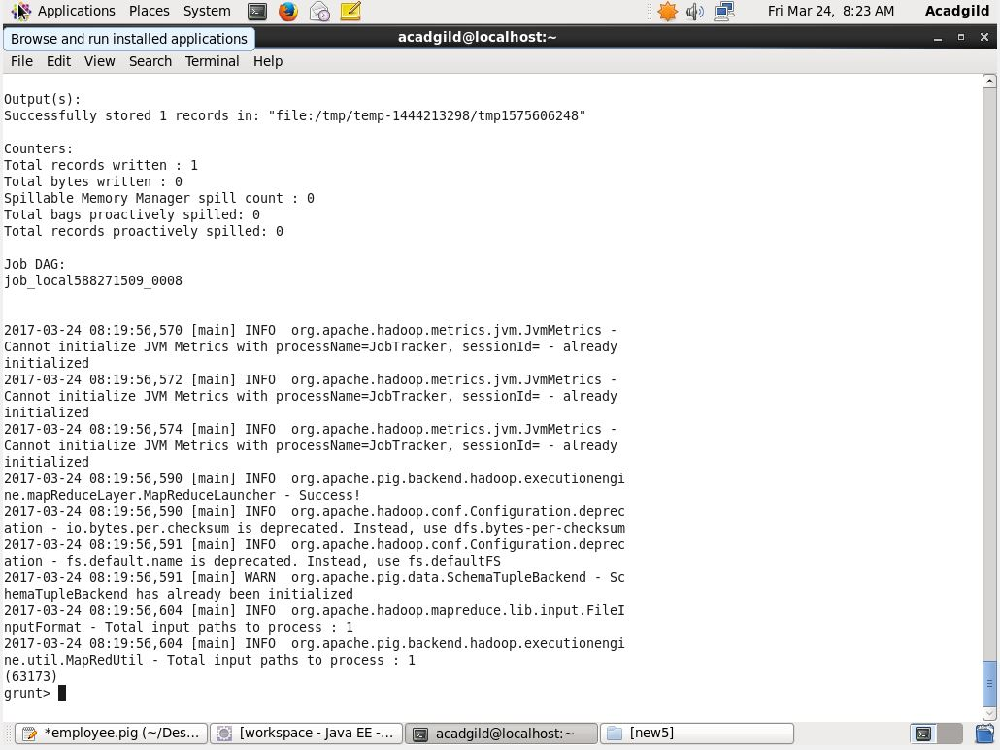 Applications Places System Fri Mar 24, 8:23 AM Acadgild
Browse and run installed applications
acadgild@localhost:~
File Edit View Search Terminal Help
Output(s):
Successfully stored 1 records in: "file:/tmp/temp-1444213298/tmp1575606248"
Counters:
Total records written : 1
Total bytes written : 0
Spillable Memory Manager spill count : 0
Total bags proactively spilled: 0
Total records proactively spilled: 0
Job DAG:
job_local588271509_0008
2017-03-24 08:19:56,570 [main] INFO  org.apache.hadoop.metrics.jvm.JvmMetrics -
Cannot initialize JVM Metrics with processName=JobTracker, sessionId= - already
initialized
2017-03-24 08:19:56,572 [main] INFO  org.apache.hadoop.metrics.jvm.JvmMetrics -
Cannot initialize JVM Metrics with processName=JobTracker, sessionId= - already
initialized
2017-03-24 08:19:56,574 [main] INFO  org.apache.hadoop.metrics.jvm.JvmMetrics -
Cannot initialize JVM Metrics with processName=JobTracker, sessionId= - already
initialized
2017-03-24 08:19:56,590 [main] INFO  org.apache.pig.backend.hadoop.executionengi
ne.mapReduceLayer.MapReduceLauncher - Success!
2017-03-24 08:19:56,590 [main] INFO  org.apache.hadoop.conf.Configuration.deprec
ation - io.bytes.per.checksum is deprecated. Instead, use dfs.bytes-per-checksum
2017-03-24 08:19:56,591 [main] INFO  org.apache.hadoop.conf.Configuration.deprec
ation - fs.default.name is deprecated. Instead, use fs.defaultFS
2017-03-24 08:19:56,591 [main] WARN  org.apache.pig.data.SchemaTupleBackend - Sc
hemaTupleBackend has already been initialized
2017-03-24 08:19:56,604 [main] INFO  org.apache.hadoop.mapreduce.lib.input.FileI
nputFormat - Total input paths to process : 1
2017-03-24 08:19:56,604 [main] INFO  org.apache.pig.backend.hadoop.executionengi
ne.util.MapRedUtil - Total input paths to process : 1
(63173)
grunt>
*employee.pig (~/Des... [workspace - Java EE -... acadgild@localhost:~ [new5]